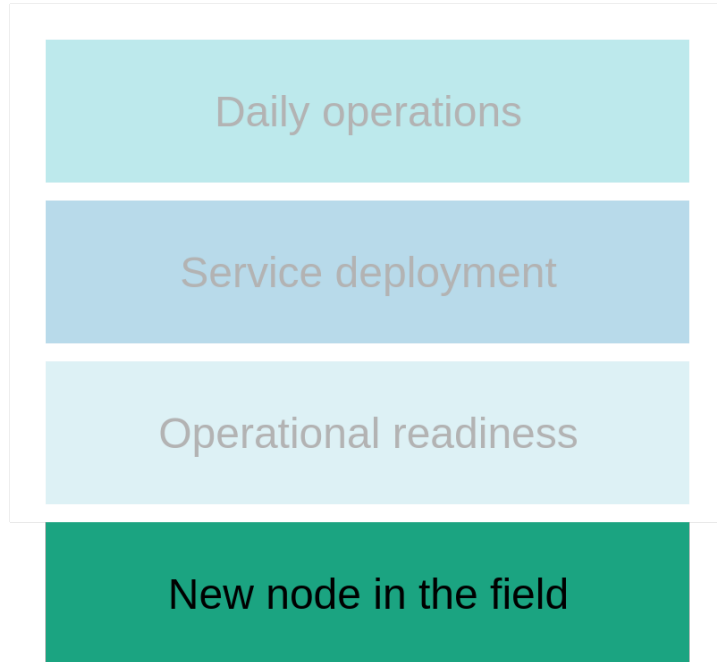 Daily operations
Service deployment
Operational readiness
New node in the field